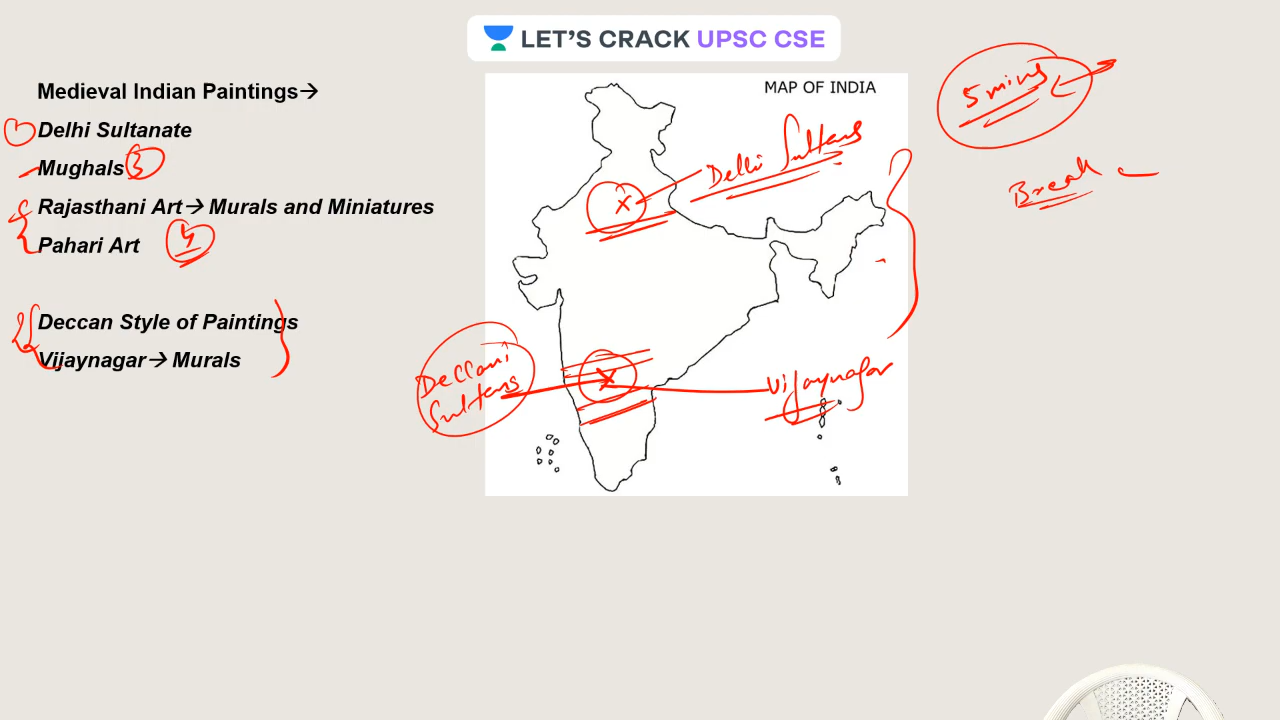 LET'S CRACK UPSC CSE
Medieval Indian Paintings→
Delhi Sultanate
Mughals 3
Rajasthani Art→ Murals and Miniatures
Pahari Art
Deccan Style of Paintings
Vijaynagar→ Murals
MAP OF INDIA
Delhi Sultans
Deccani
Sultans
Vijaynagar
5 mins
Break